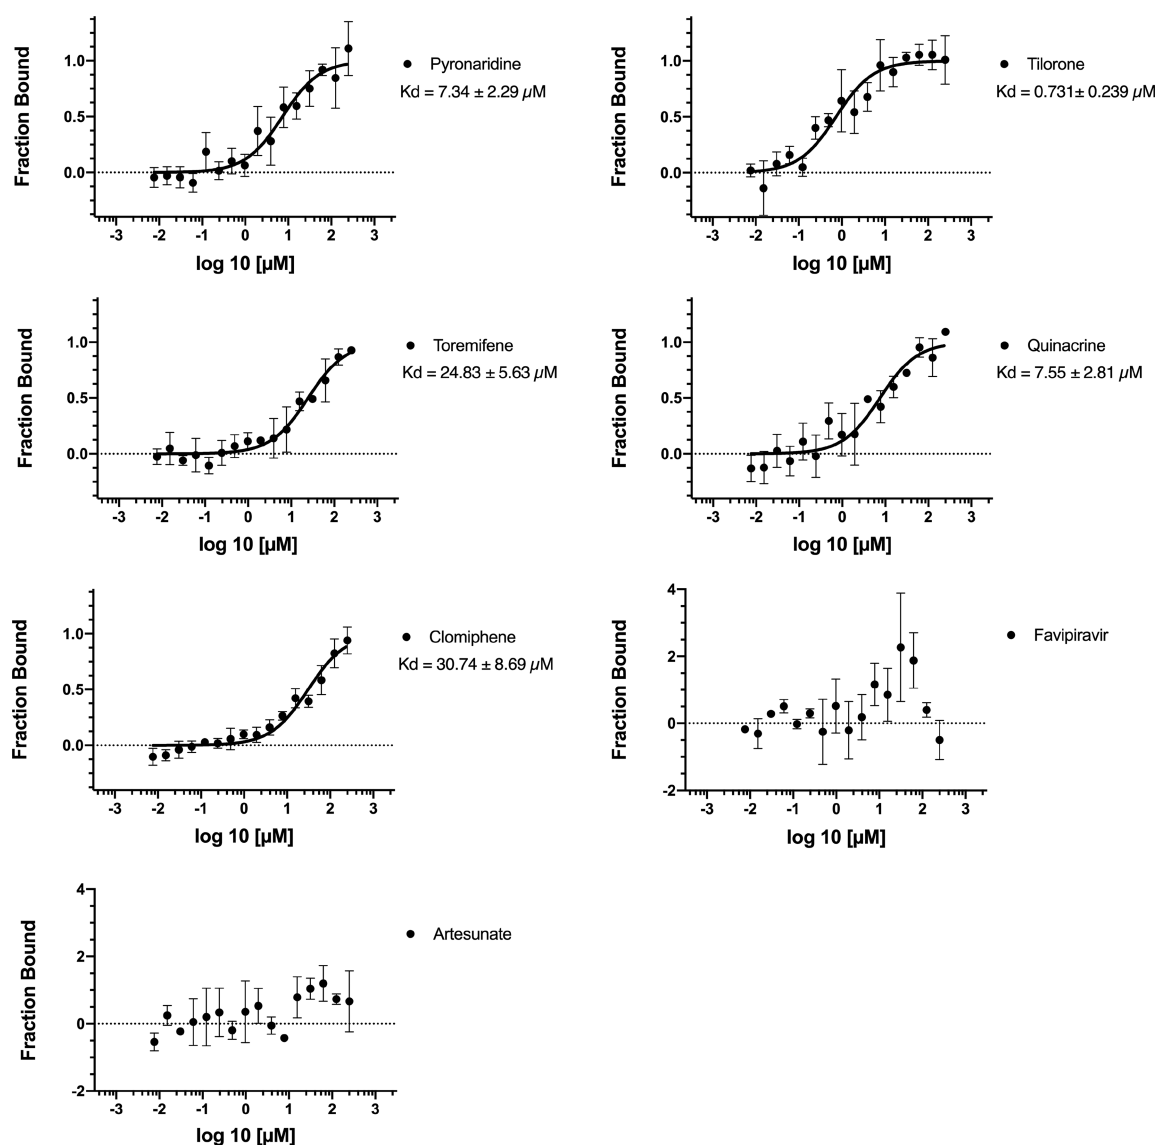 Fraction Bound
1.0
0.5
0.0
-3 -2 -1 0 1 2 3
log 10 [µM]
Pyronaridine
Kd = 7.34 ± 2.29 µM
Fraction Bound
1.0
0.5
0.0
-3 -2 -1 0 1 2 3
log 10 [µM]
Tilorone
Kd = 0.731± 0.239 µM
Fraction Bound
1.0
0.5
0.0
-3 -2 -1 0 1 2 3
log 10 [µM]
Toremifene
Kd = 24.83 ± 5.63 µM
Fraction Bound
1.0
0.5
0.0
-3 -2 -1 0 1 2 3
log 10 [µM]
Quinacrine
Kd = 7.55 ± 2.81 µM
Fraction Bound
1.0
0.5
0.0
-3 -2 -1 0 1 2 3
log 10 [µM]
Clomiphene
Kd = 30.74 ± 8.69 µM
Fraction Bound
4
2
0
-2
-3 -2 -1 0 1 2 3
log 10 [µM]
Favipiravir
Fraction Bound
4
2
0
-2
-3 -2 -1 0 1 2 3
log 10 [µM]
Artesunate